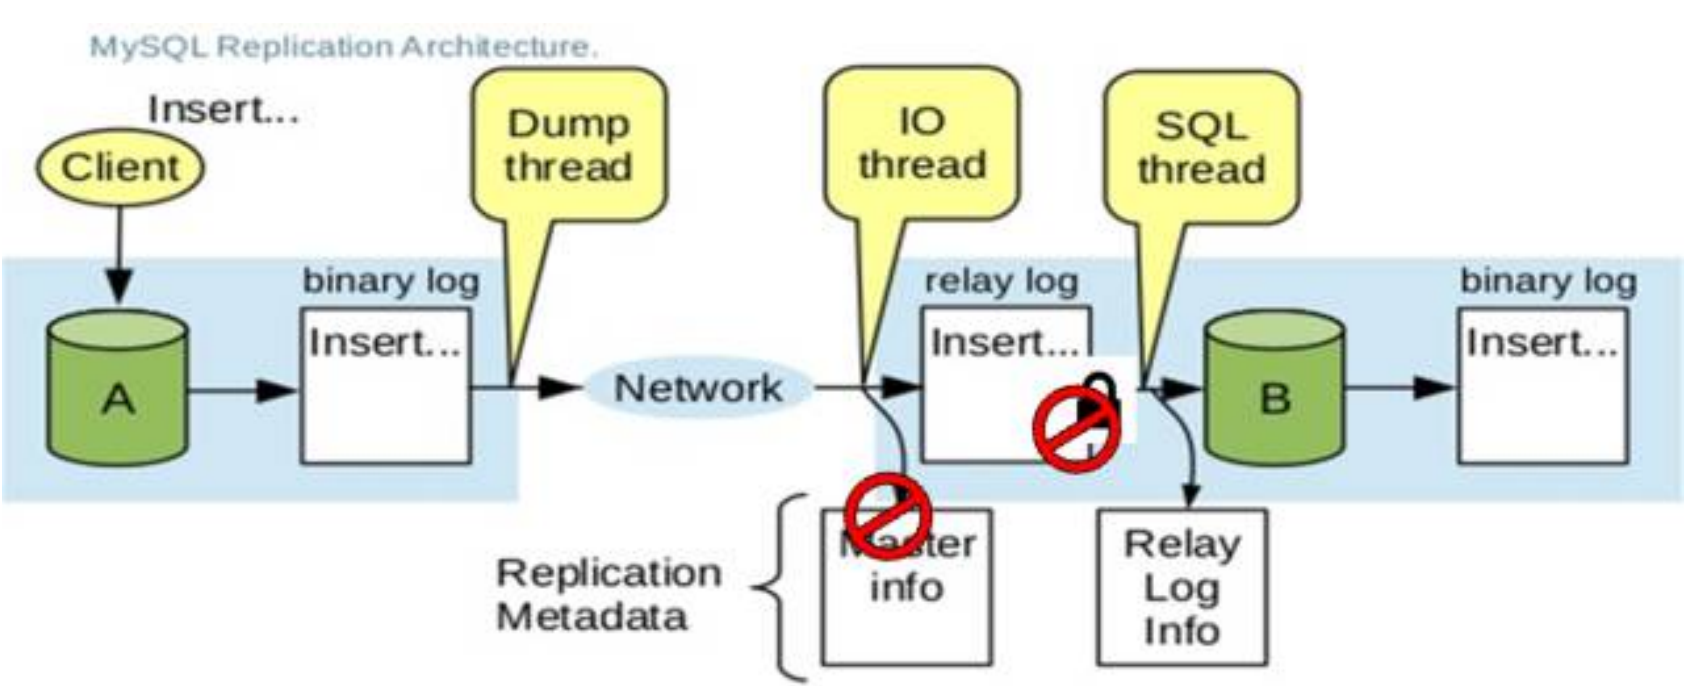 MySQL Replication Architecture.
Insert...
Client
Dump
thread
IO
thread
SQL
thread
binary log
Insert...
A
Network
relay log
Insert...
B
binary log
Insert...
Replication
Metadata
Master
info
Relay
Log
Info